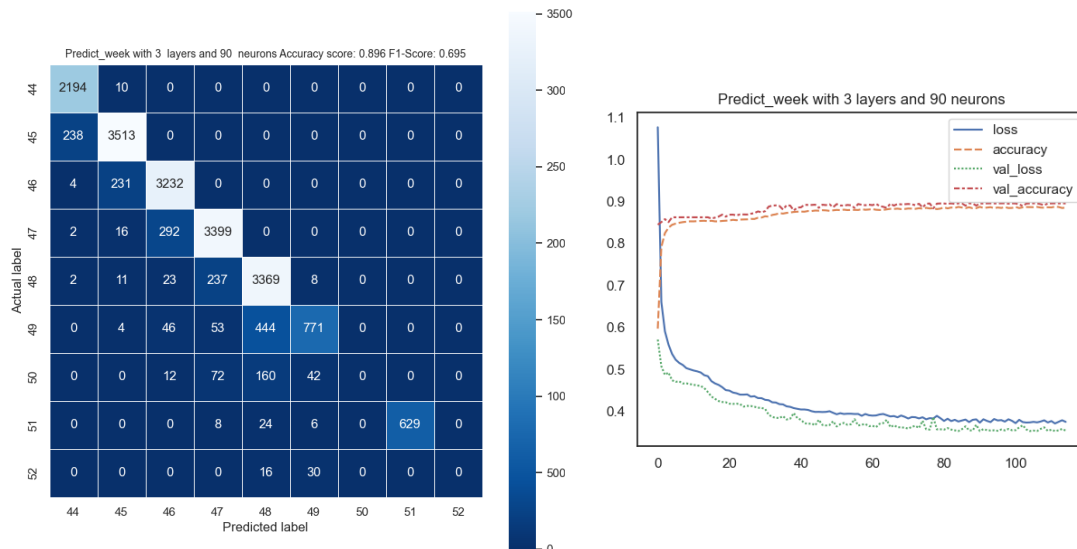 Predict_week with 3 layers and 90 neurons Accuracy score: 0.896 F1-Score: 0.695
Actual label
44 2194 10 0 0 0 0 0 0 0
45 238 3513 0 0 0 0 0 0 0
46 4 231 3232 0 0 0 0 0 0
47 2 16 292 3399 0 0 0 0 0
48 2 11 23 237 3369 8 0 0 0
49 0 4 46 53 444 771 0 0 0
50 0 0 12 72 160 42 0 0 0
51 0 0 0 8 24 6 0 629 0
52 0 0 0 0 16 30 0 0 0
44 45 46 47 48 49 50 51 52
Predicted label
3500
300
250
200
150
100
500
0
Predict_week with 3 layers and 90 neurons
loss
accuracy
val_loss
val_accuracy
1.1
1.0
0.9
0.8
0.7
0.6
0.5
0.4
0 20 40 60 80 100